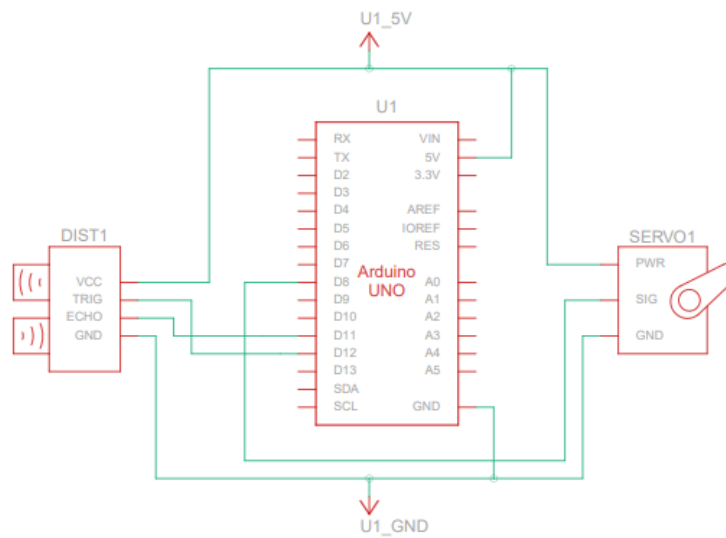 U1_5V
U1
RX
TX
D2
D3
D4
D5
D6
D7
D8
D9
D10
D11
D12
D13
SDA
SCL
VIN
5V
3.3V
AREF
IOREF
RES
A0
A1
A2
A3
A4
A5
GND
Arduino
UNO
DIST1
VCC
TRIG
ECHO
GND
SERVO1
PWR
SIG
GND
U1_GND